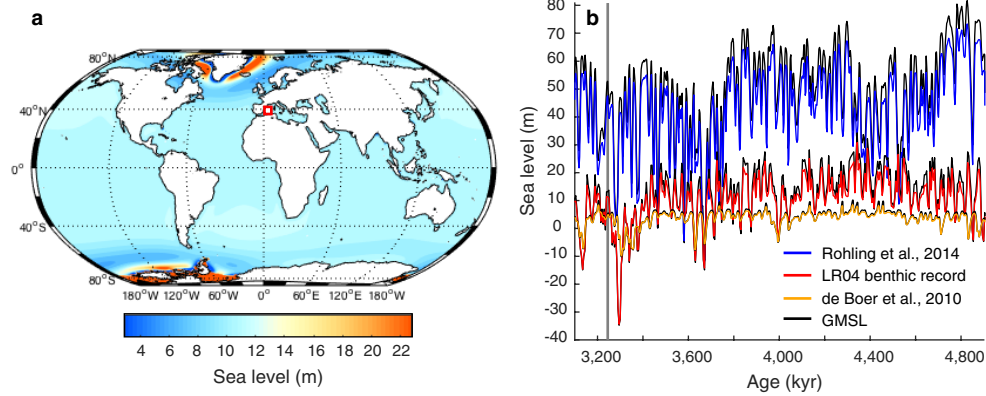 a
80°N
40°N
0°
40°S
80°S
180°W 120°W 60°W 0° 60°E 120°E 180°W
4 6 8 10 12 14 16 18 20 22
Sea level (m)
b
Sea level (m)
80
70
60
50
40
30
20
10
0
-10
-20
-30
-40
Rohling et al., 2014
LR04 benthic record
de Boer et al., 2010
GMSL
3,200 3,600 4,000 4,400 4,800
Age (kyr)